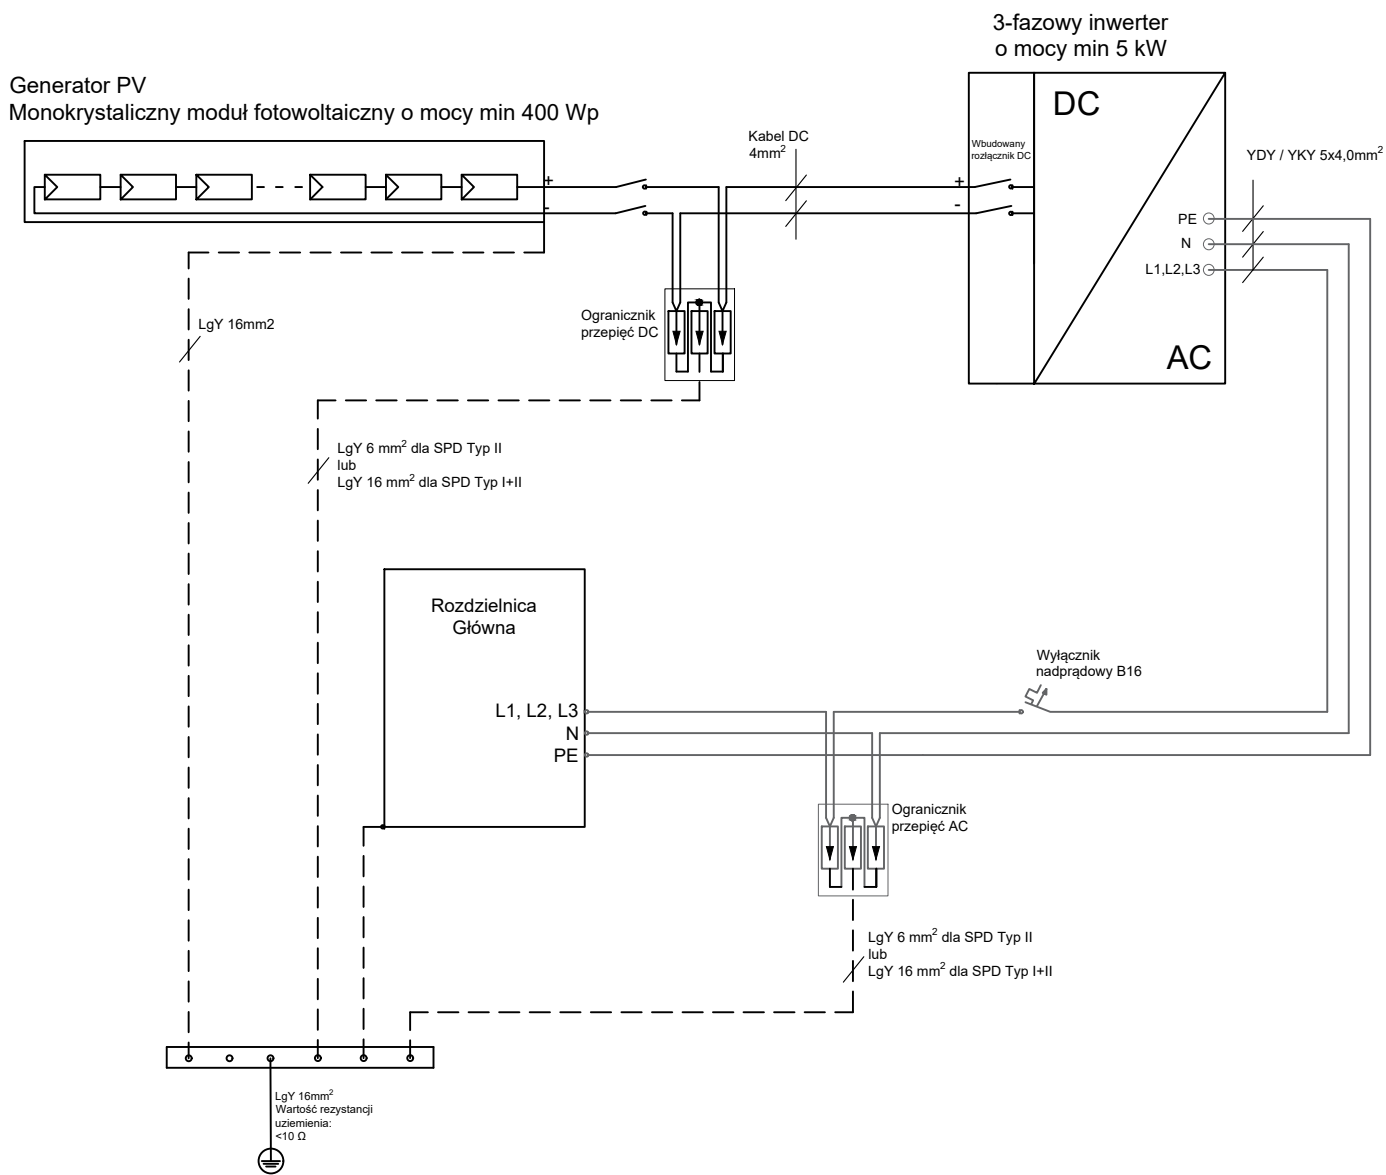 3-fazowy inwerter
o mocy min 5 kW
Generator PV
Monokrystaliczny moduł fotowoltaiczny o mocy min 400 Wp
DC
Kabel DC
4mm²
Wbudowany
rozłącznik DC
YDY / YKY 5x4,0mm²
+
-
+
-
PE
N
L1,L2,L3
AC
LgY 16mm2
Ogranicznik
przepięć DC
LgY 6 mm² dla SPD Typ II
lub
LgY 16 mm² dla SPD Typ I+II
Rozdzielnica
Główna
L1, L2, L3
N
PE
Wyłącznik
nadprądowy B16
Ogranicznik
przepięć AC
LgY 6 mm² dla SPD Typ II
lub
LgY 16 mm² dla SPD Typ I+II
LgY 16mm²
Wartość rezystancji
uziemienia:
<10 Ω